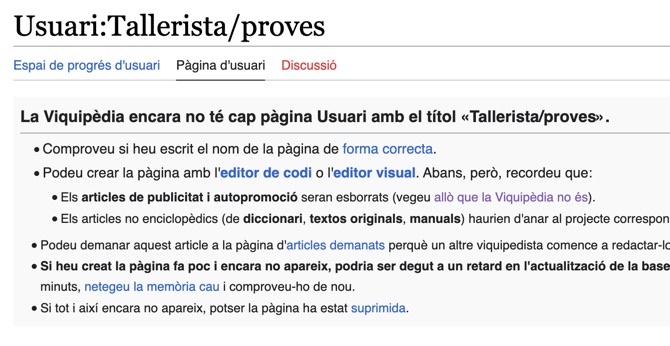 Usuari:Tallerista/proves
Espai de progrés d'usuari Pàgina d'usuari Discussió
La Viquipèdia encara no té cap pàgina Usuari amb el títol «Tallerista/proves».
• Comproveu si heu escrit el nom de la pàgina de forma correcta.
• Podeu crear la pàgina amb l'editor de codi o l'editor visual. Abans, però, recordeu que:
• Els articles de publicitat i autopromoció seran esborrats (vegeu allò que la Viquipèdia no és).
• Els articles no enciclopèdics (de diccionari, textos originals, manuals) haurien d'anar al projecte correspon
• Podeu demanar aquest article a la pàgina d'articles demanats perquè un altre viquipedista comence a redactar-lo
• Si heu creat la pàgina fa poc i encara no apareix, podria ser degut a un retard en l'actualització de la base
minuts, netegeu la memòria cau i comproveu-ho de nou.
• Si tot i així encara no apareix, potser la pàgina ha estat suprimida.